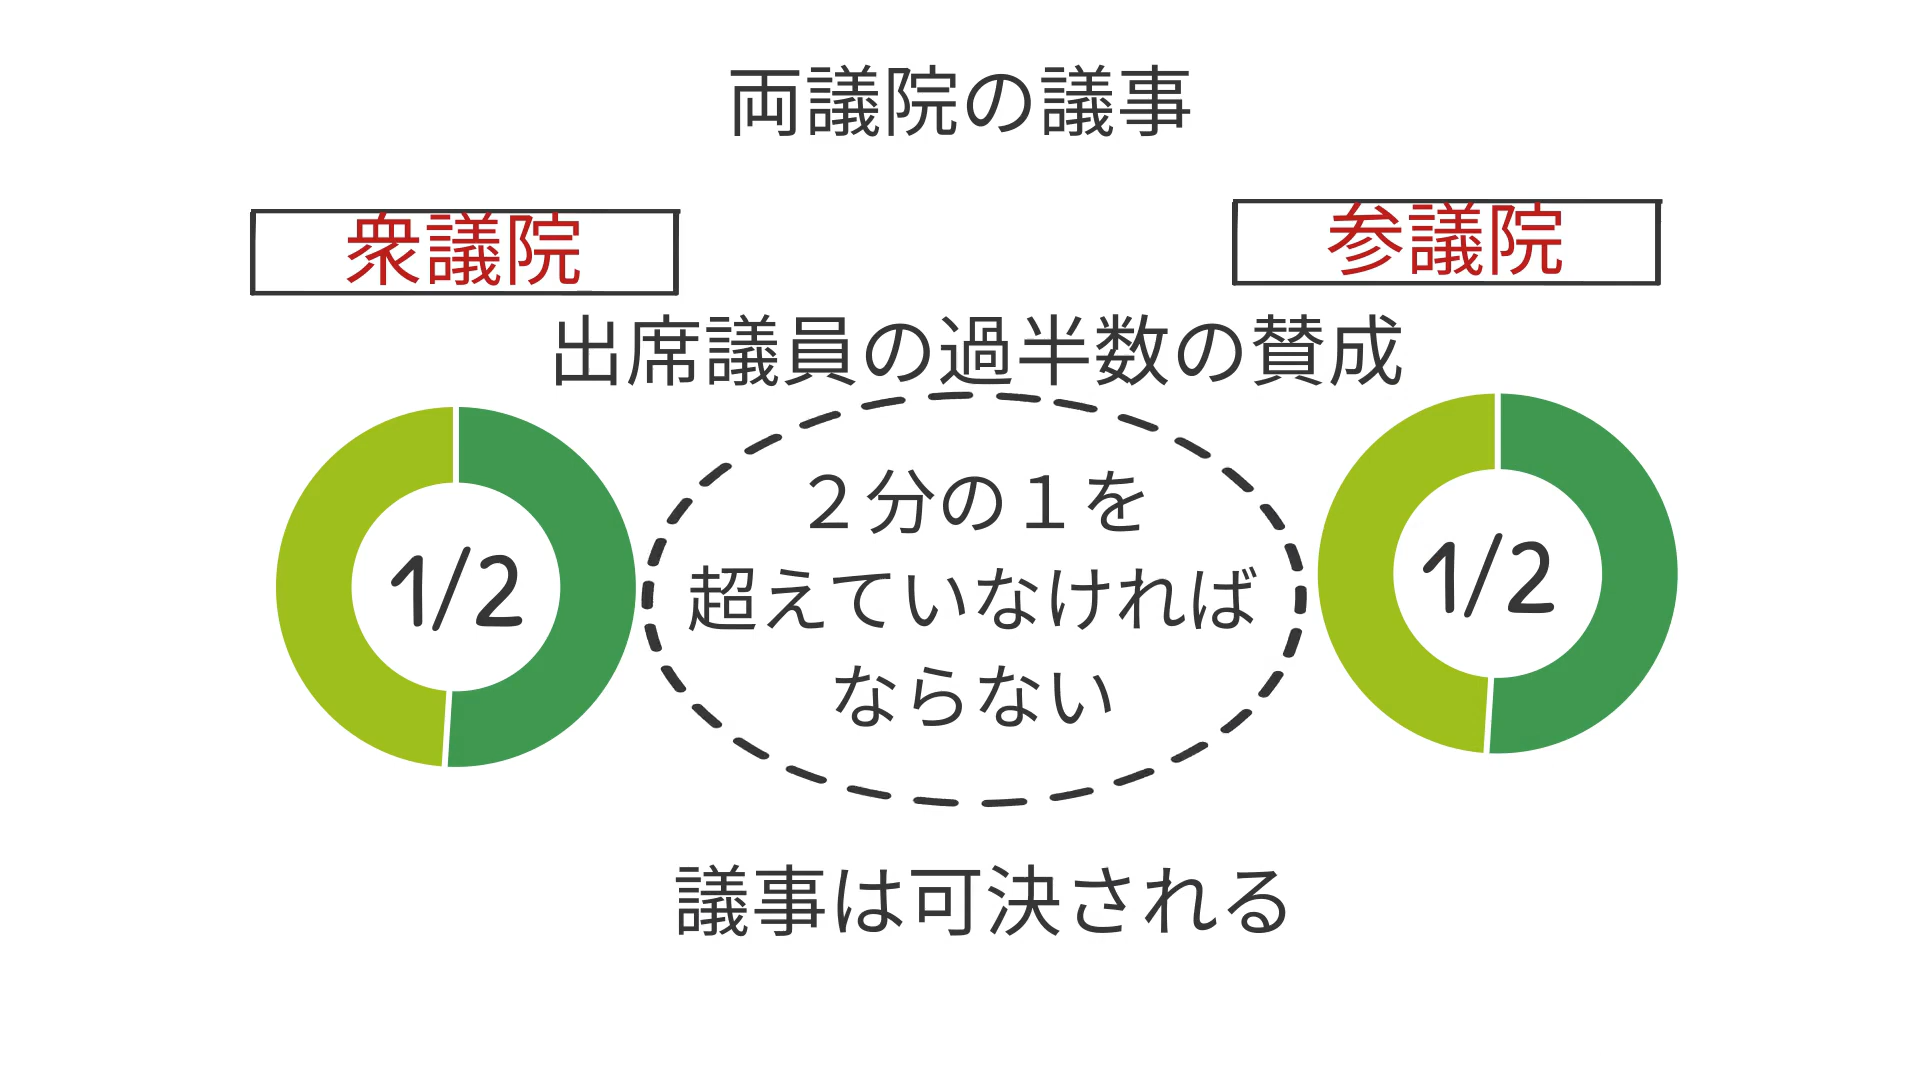 両議院の議事
衆議院
参議院
出席議員の過半数の賛成
1/2
２分の１を
超えていなければ
ならない
1/2
議事は可決される